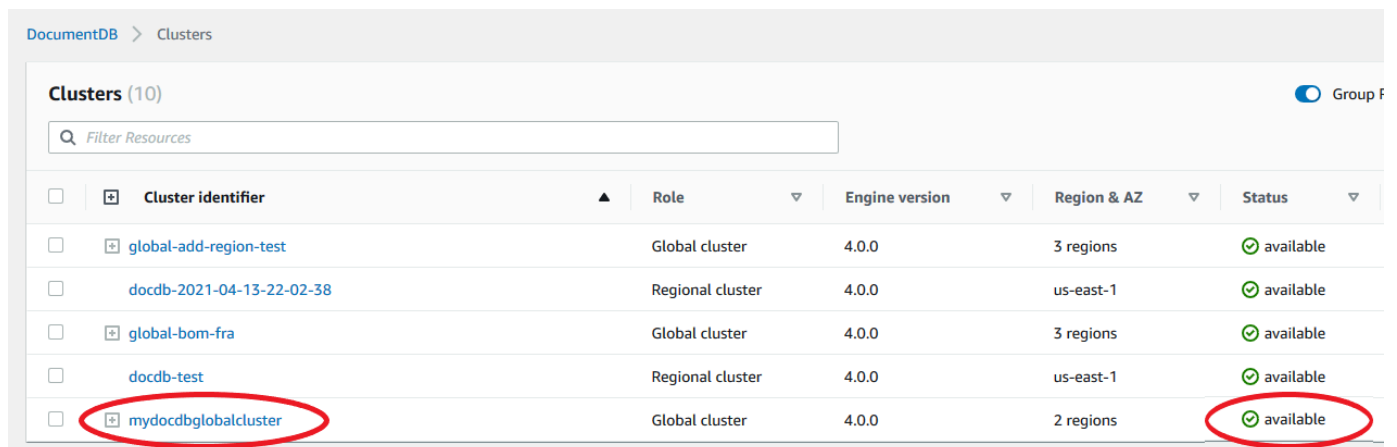 DocumentDB > Clusters
Clusters (10)
Group
Filter Resources
Cluster identifier Role Engine version Region & AZ Status
global-add-region-test Global cluster 4.0.0 3 regions available
docdb-2021-04-13-22-02-38 Regional cluster 4.0.0 us-east-1 available
global-bom-fra Global cluster 4.0.0 3 regions available
docdb-test Regional cluster 4.0.0 us-east-1 available
mydocdbglobalcluster Global cluster 4.0.0 2 regions available